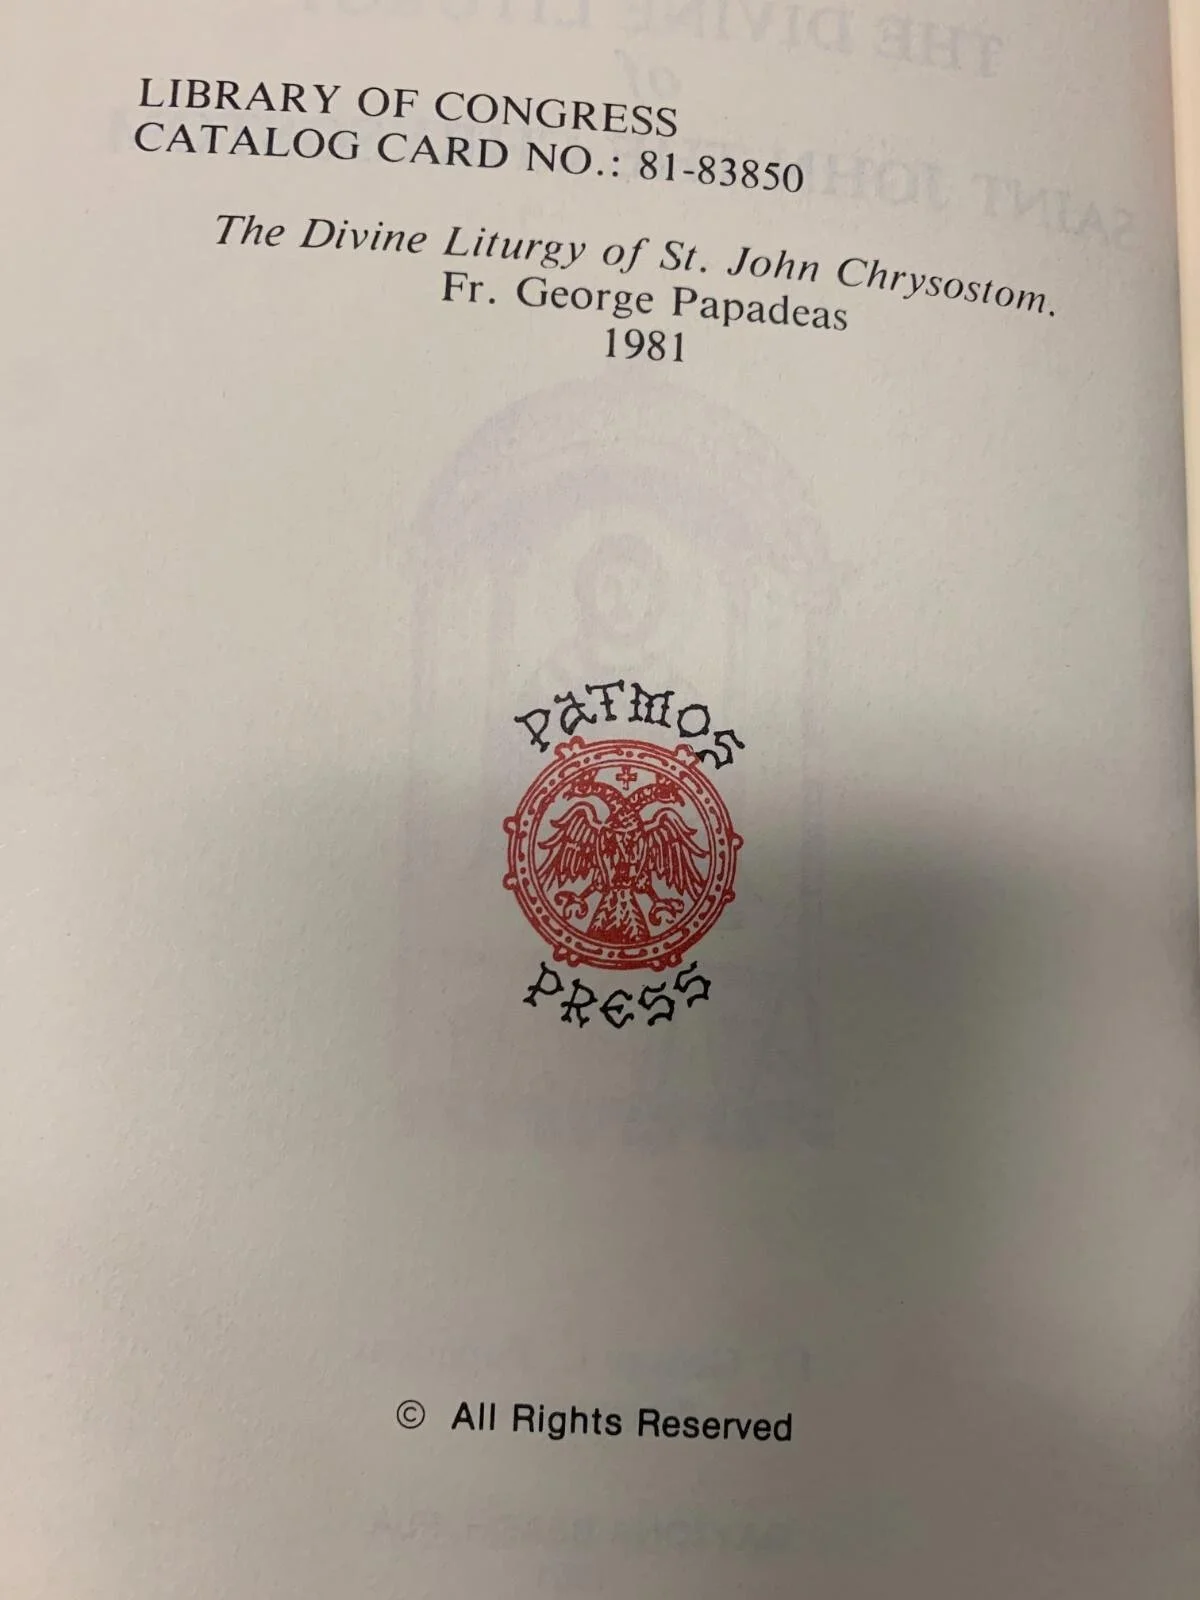 LIBRARY OF CONGRESS
CATALOG CARD NO.: 81-83850
The Divine Liturgy of St. John Chrysostom.
Fr. George Papadeas
1981
PATMOS
PRESS
© All Rights Reserved